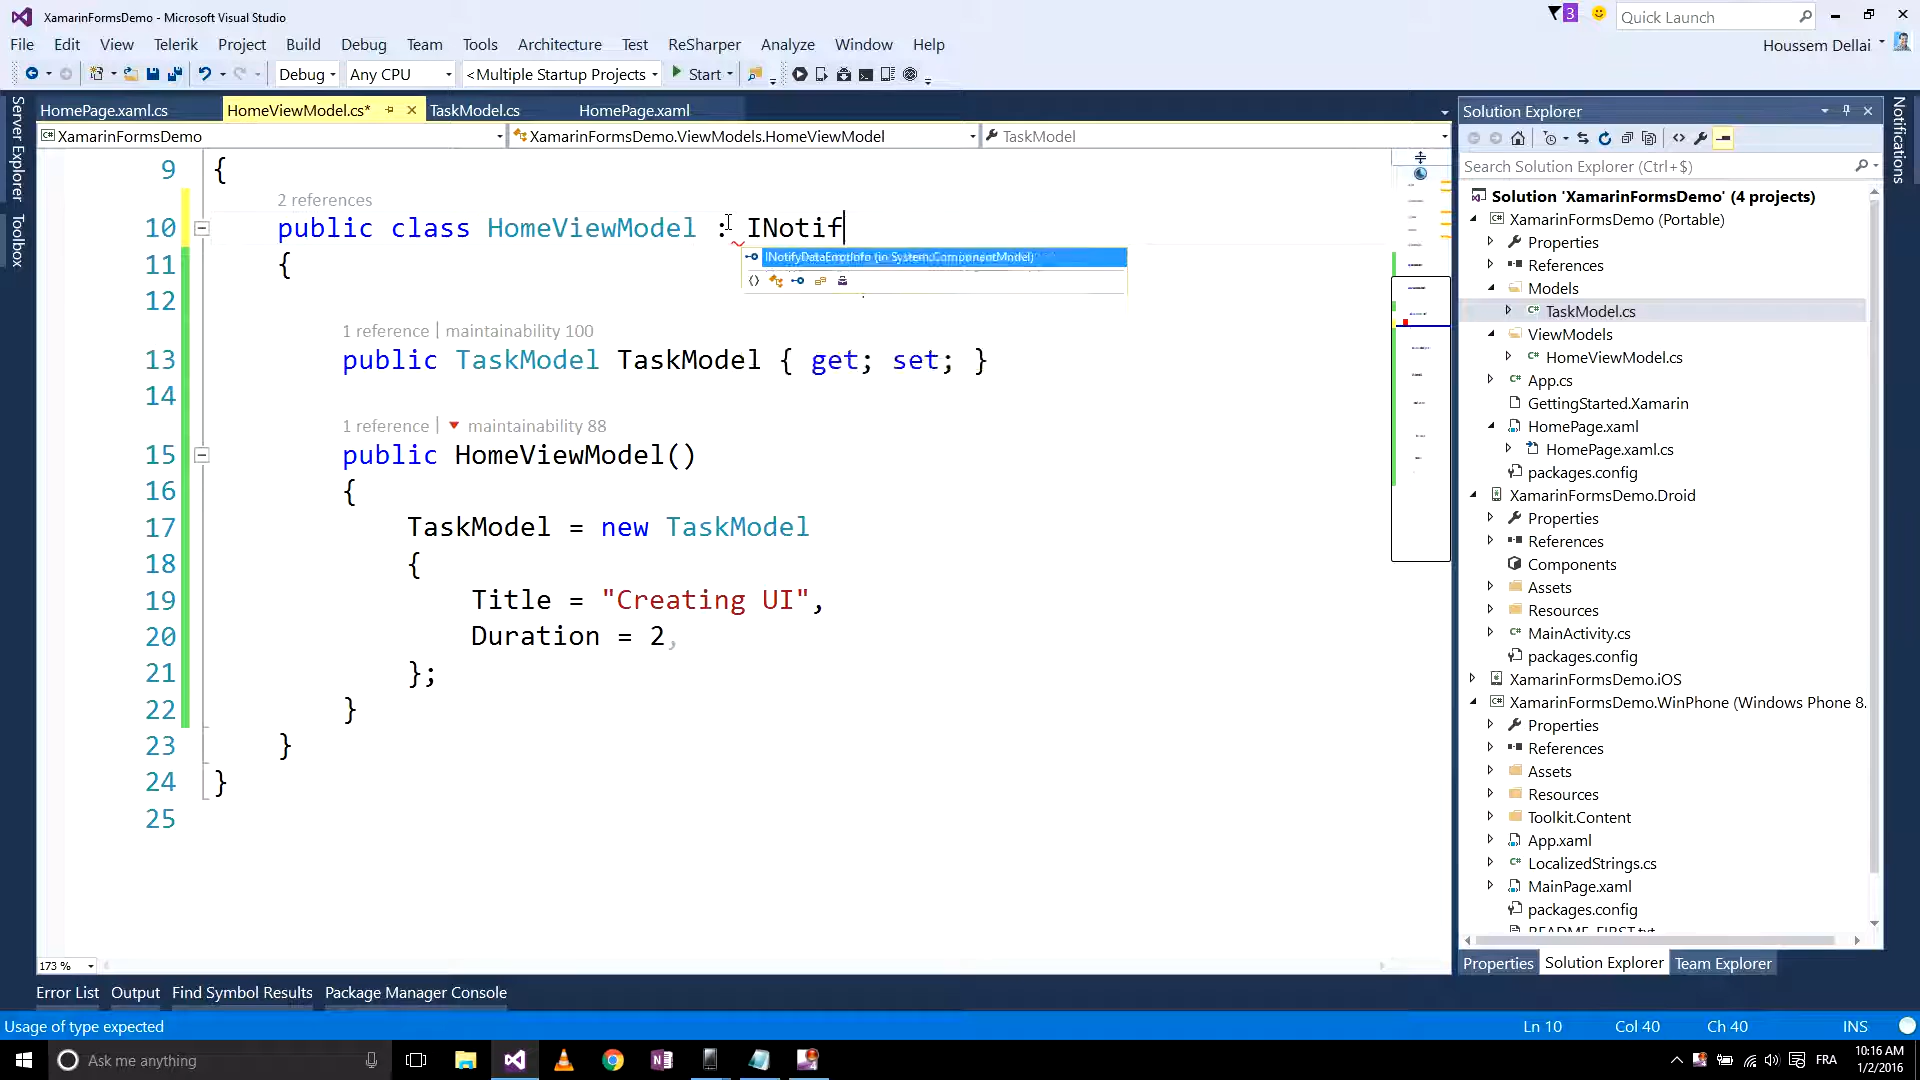 XamarinFormsDemo - Microsoft Visual Studio
3
Quick Launch
File Edit View Telerik Project Build Debug Team Tools Architecture Test ReSharper Analyze Window Help
Houssem Dellai
Debug Any CPU <Multiple Startup Projects> Start
HomePage.xaml.cs HomeViewModel.cs* TaskModel.cs HomePage.xaml
XamarinFormsDemo XamarinFormsDemo.ViewModels.HomeViewModel TaskModel
Server Explorer
Toolbox
9 {
2 references
10 public class HomeViewModel : INotif
INotifyDataErrorInfo (in System.ComponentModel)
11 {
12
1 reference | maintainability 100
13 public TaskModel TaskModel { get; set; }
14
1 reference | maintainability 88
15 public HomeViewModel()
16 {
17 TaskModel = new TaskModel
18 {
19 Title = "Creating UI",
20 Duration = 2,
21 };
22 }
23 }
24 }
25
173 %
Solution Explorer
Search Solution Explorer (Ctrl+$)
Solution 'XamarinFormsDemo' (4 projects)
XamarinFormsDemo (Portable)
Properties
References
Models
TaskModel.cs
ViewModels
HomeViewModel.cs
App.cs
GettingStarted.Xamarin
HomePage.xaml
HomePage.xaml.cs
packages.config
XamarinFormsDemo.Droid
Properties
References
Components
Assets
Resources
MainActivity.cs
packages.config
XamarinFormsDemo.iOS
XamarinFormsDemo.WinPhone (Windows Phone 8.
Properties
References
Assets
Resources
Toolkit.Content
App.xaml
LocalizedStrings.cs
MainPage.xaml
packages.config
README_FIRST.txt
Notifications
Properties Solution Explorer Team Explorer
Error List Output Find Symbol Results Package Manager Console
Usage of type expected Ln 10 Col 40 Ch 40 INS
Ask me anything
FRA
10:16 AM
1/2/2016